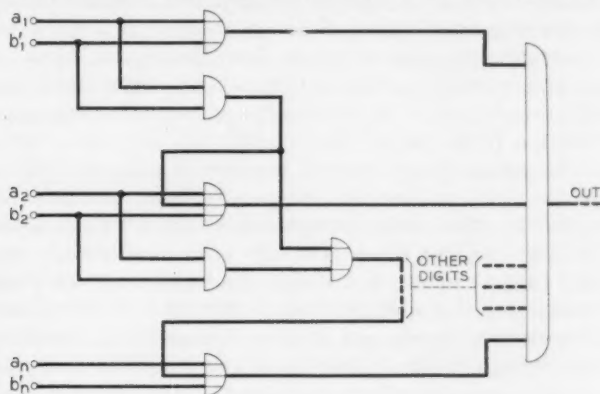 a₁
b′₁
a₂
b′₂
OUT
OTHER
DIGITS
aₙ
b′ₙ